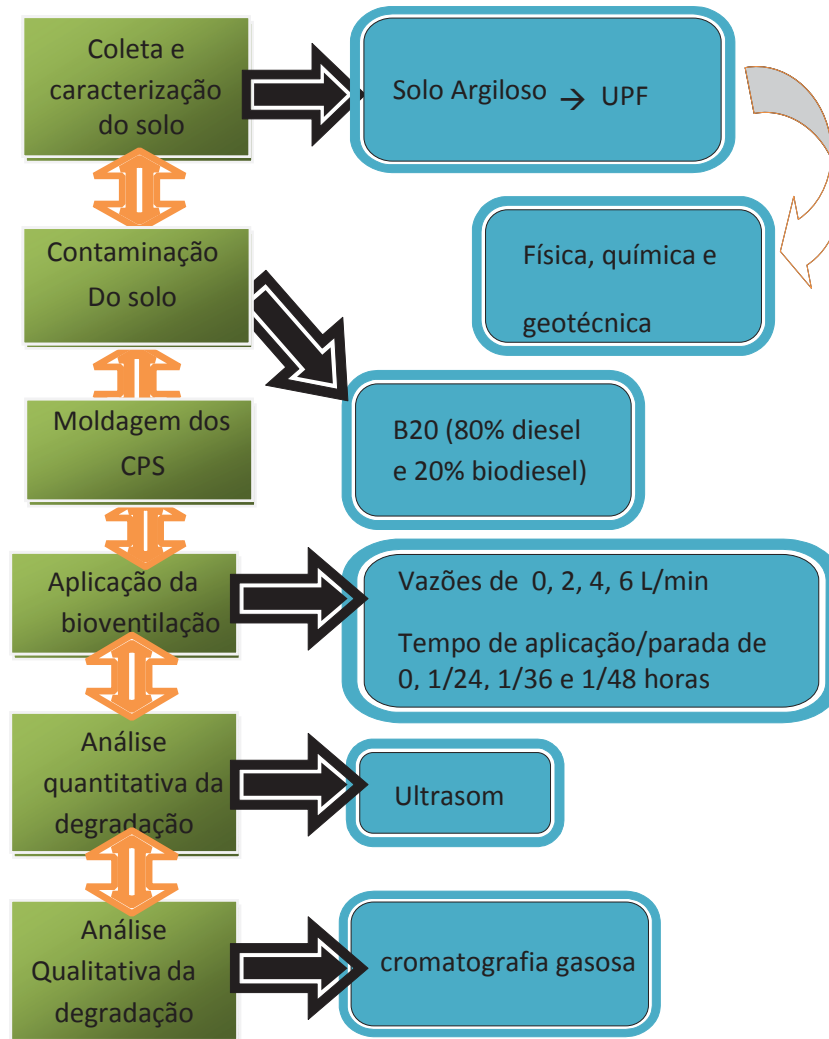 Coleta e
caracterização
do solo
Solo Argiloso → UPF
Física, química e
geotécnica
Contaminação
Do solo
B20 (80% diesel
e 20% biodiesel)
Moldagem dos
CPS
Aplicação da
bioventilação
Vazões de 0, 2, 4, 6 L/min
Tempo de aplicação/parada de
0, 1/24, 1/36 e 1/48 horas
Análise
quantitativa da
degradação
Ultrasom
Análise
Qualitativa da
degradação
cromatografia gasosa